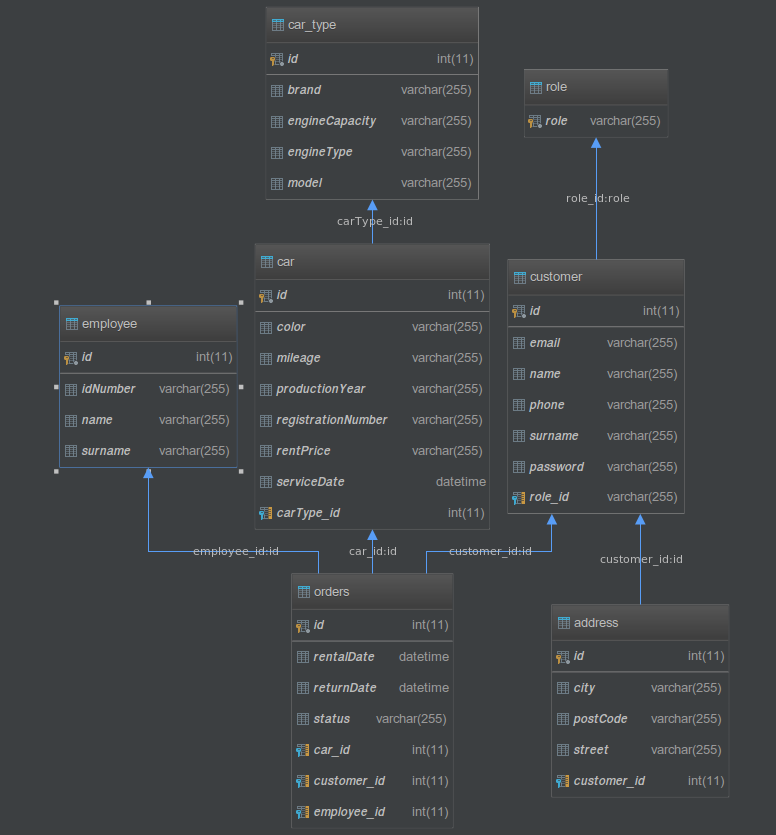 car_type
id int(11)
brand varchar(255)
engineCapacity varchar(255)
engineType varchar(255)
model varchar(255)
role
role varchar(255)
role_id:role
carType_id:id
car
id int(11)
color varchar(255)
mileage varchar(255)
productionYear varchar(255)
registrationNumber varchar(255)
rentPrice varchar(255)
serviceDate datetime
carType_id int(11)
customer
id int(11)
email varchar(255)
name varchar(255)
phone varchar(255)
surname varchar(255)
password varchar(255)
role_id varchar(255)
employee
id int(11)
idNumber varchar(255)
name varchar(255)
surname varchar(255)
employee_id:id
car_id:id
customer_id:id
customer_id:id
orders
id int(11)
rentalDate datetime
returnDate datetime
status varchar(255)
car_id int(11)
customer_id int(11)
employee_id int(11)
address
id int(11)
city varchar(255)
postCode varchar(255)
street varchar(255)
customer_id int(11)